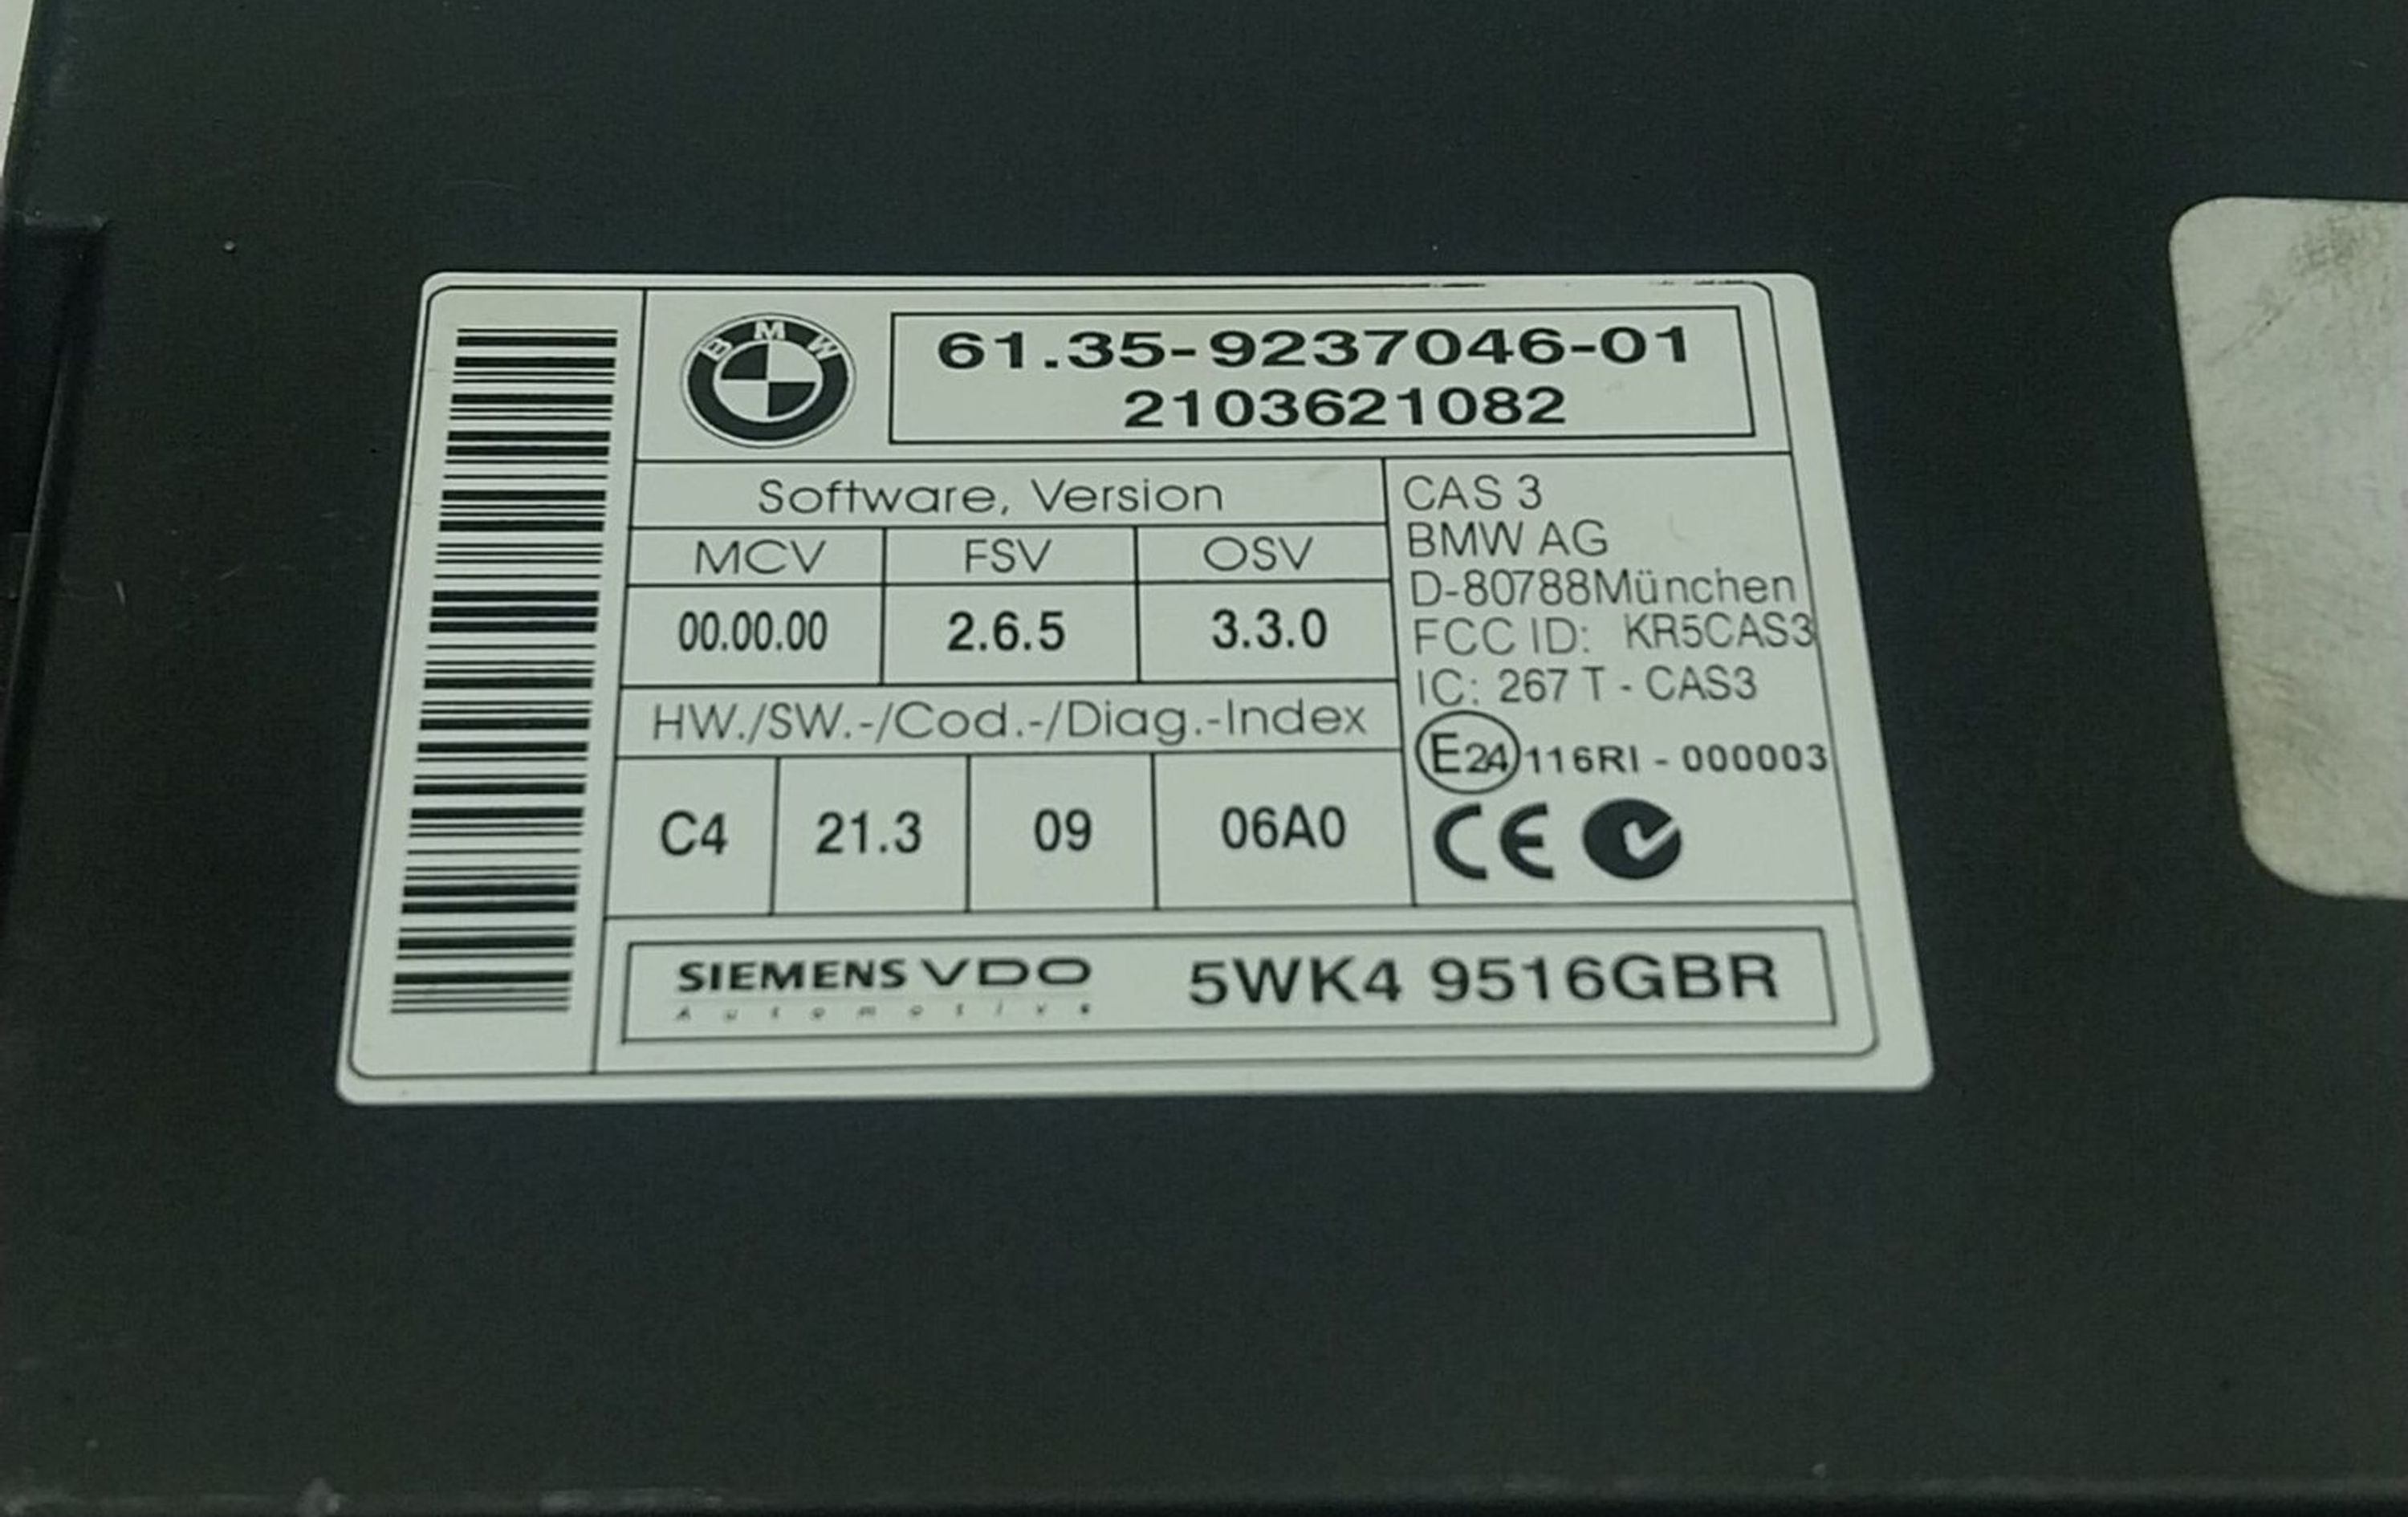 BMW
61.35-9237046-01
2103621082
Software, Version
MCV FSV OSV
00.00.00 2.6.5 3.3.0
HW./SW.-/Cod.-/Diag.-Index
C4 21.3 09 06A0
CAS 3
BMW AG
D-80788München
FCC ID: KR5CAS3
IC: 267 T - CAS3
E24 116RI - 000003
CE
SIEMENS VDO
Automotive
5WK4 9516GBR